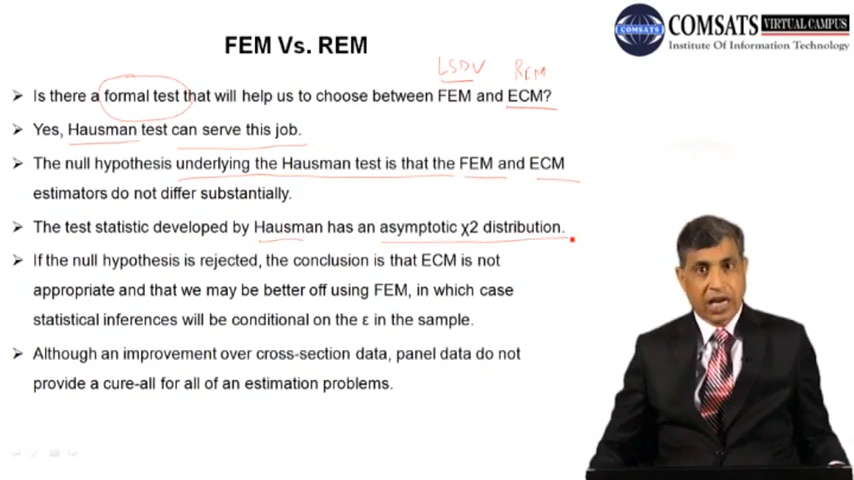 COMSATS VIRTUAL CAMPUS
Institute Of Information Technology
FEM Vs. REM
LSDV REM
➢ Is there a formal test that will help us to choose between FEM and ECM?
➢ Yes, Hausman test can serve this job.
➢ The null hypothesis underlying the Hausman test is that the FEM and ECM
estimators do not differ substantially.
➢ The test statistic developed by Hausman has an asymptotic χ2 distribution.
➢ If the null hypothesis is rejected, the conclusion is that ECM is not
appropriate and that we may be better off using FEM, in which case
statistical inferences will be conditional on the ε in the sample.
➢ Although an improvement over cross-section data, panel data do not
provide a cure-all for all of an estimation problems.